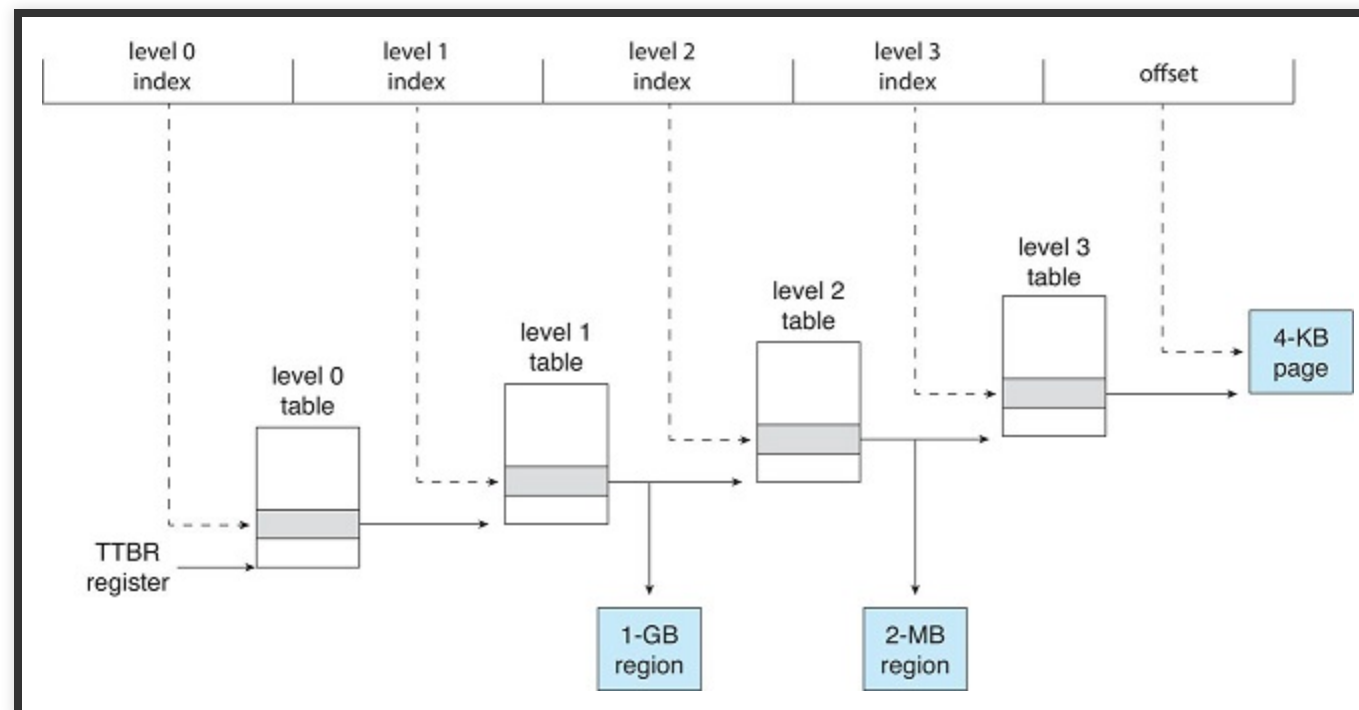 level 0
index
level 1
index
level 2
index
level 3
index
offset
level 3
table
level 2
table
4-KB
page
level 1
table
level 0
table
TTBR
register
1-GB
region
2-MB
region